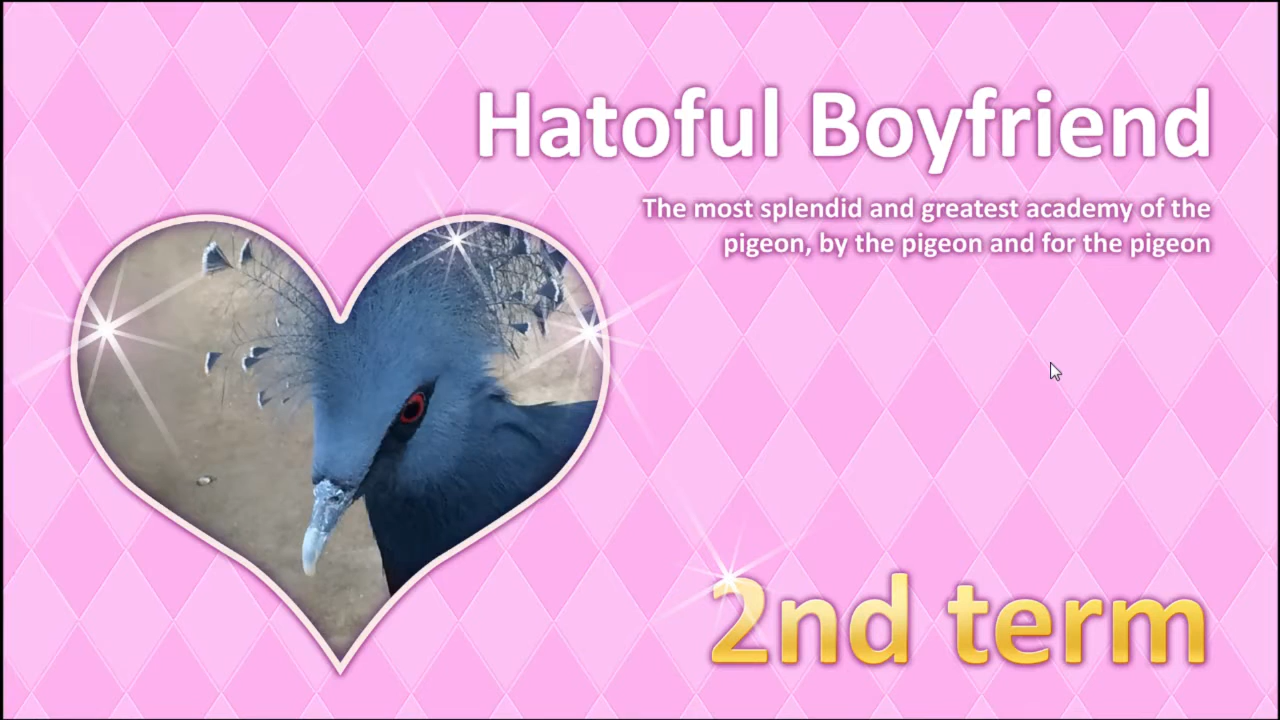 Hatoful Boyfriend
The most splendid and greatest academy of the
pigeon, by the pigeon and for the pigeon
2nd term